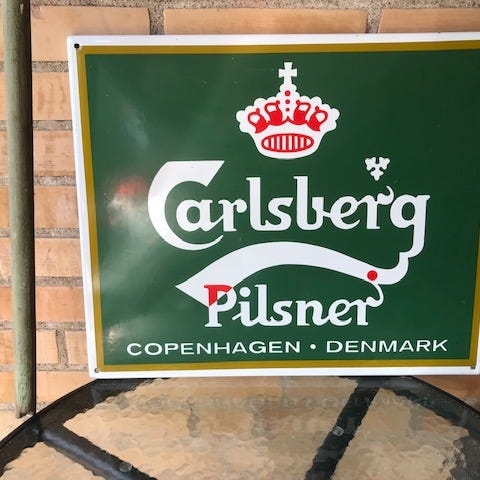 Carlsberg
Pilsner
COPENHAGEN · DENMARK